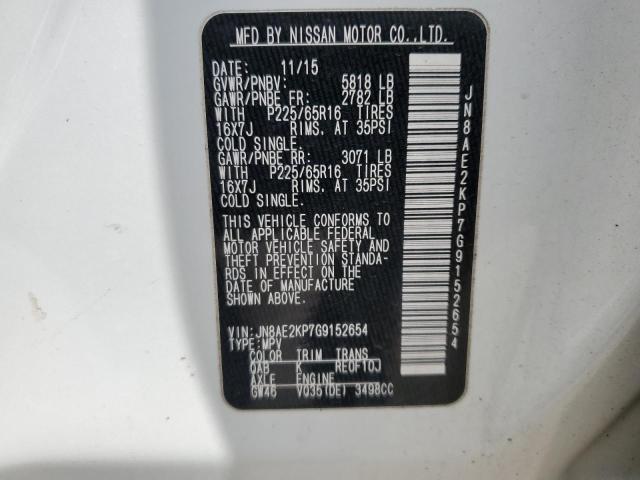 MFD BY NISSAN MOTOR CO.,LTD.
DATE: 11/15
GVWR/PNBV: 5818 LB
GAWR/PNBE FR: 2782 LB
WITH P225/65R16 TIRES
16X7J RIMS. AT 35PSI
COLD SINGLE.
GAWR/PNBE RR: 3071 LB
WITH P225/65R16 TIRES
16X7J RIMS. AT 35PSI
COLD SINGLE.
THIS VEHICLE CONFORMS TO
ALL APPLICABLE FEDERAL
MOTOR VEHICLE SAFETY AND
THEFT PREVENTION STANDA-
RDS IN EFFECT ON THE
DATE OF MANUFACTURE
SHOWN ABOVE.
VIN:JN8AE2KP7G9152654
TYPE:MPV
COLOR TRIM TRANS
QAB K RE0FT0J
AXLE ENGINE
GW46 VQ35(DE) 3498CC
JN8AE2KP7G9152654